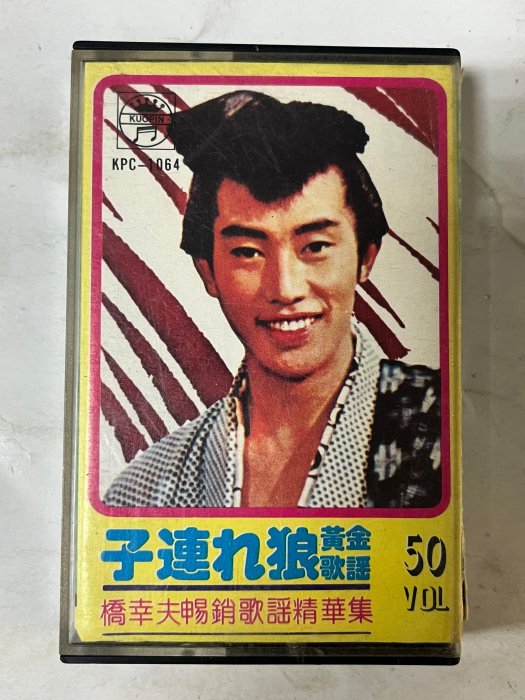 KUOPIN
KPC-1064
子連れ狼 黃金歌謡
50 VOL
橋幸夫暢銷歌謡精華集